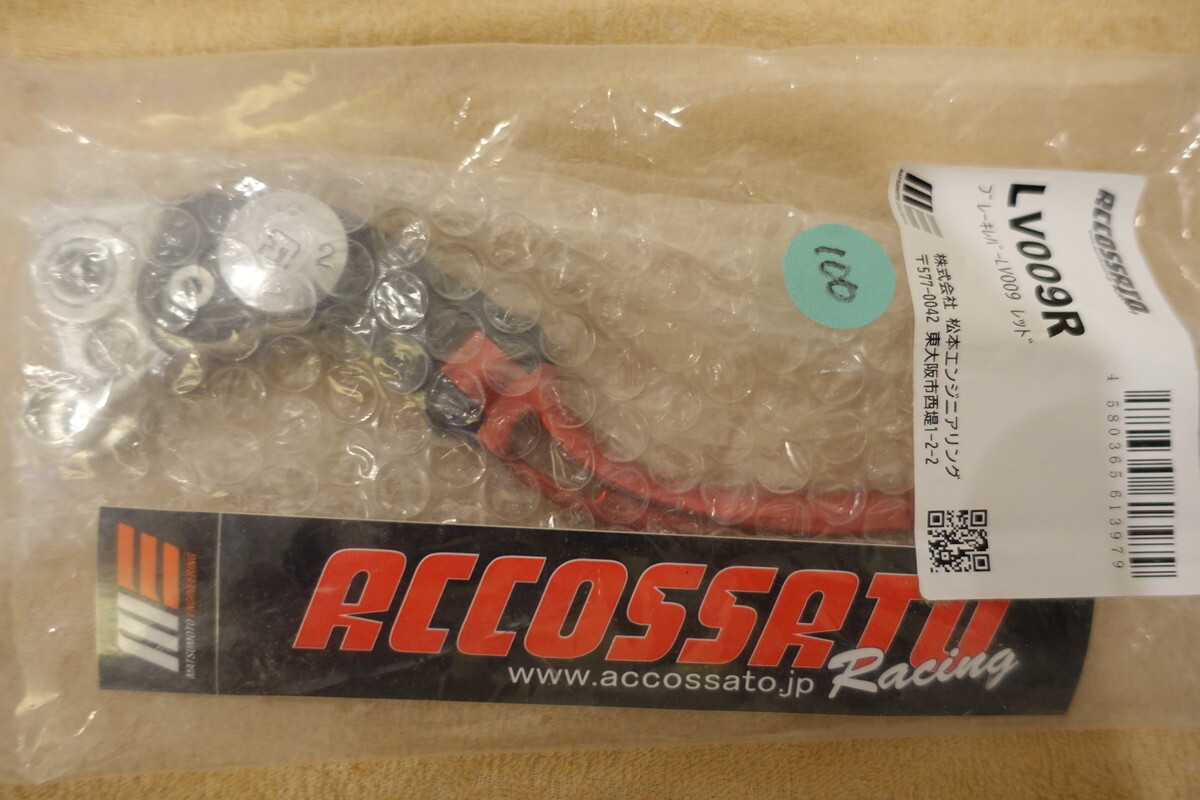 ACCOSSATO
LV009R
ﾌﾞﾚｰｷﾚﾊﾞｰLV009 ﾚｯﾄﾞ
株式会社 松本エンジニアリング
〒577-0042 東大阪市西堤1-2-2
4 580365 613979
100
2
MATSUMOTO ENGINEERING
ACCOSSATO
Racing
www.accossato.jp